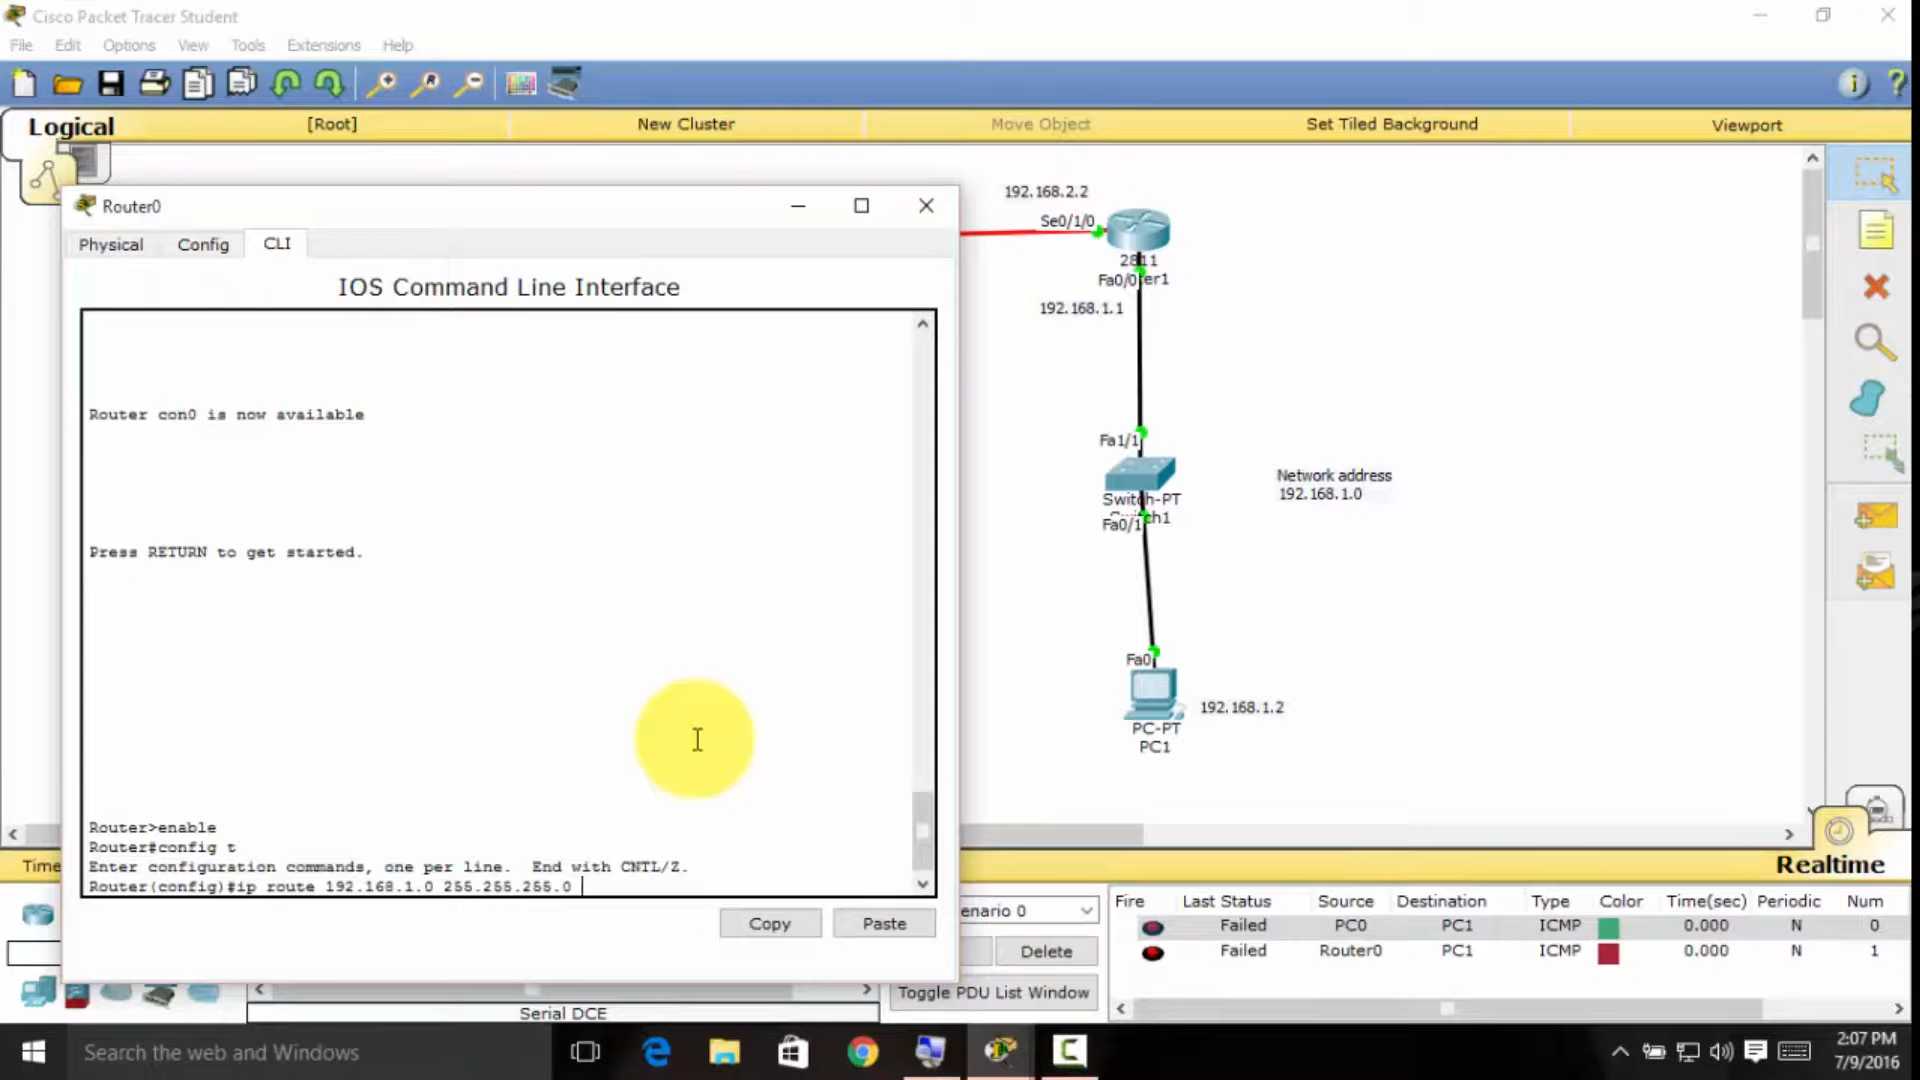 Cisco Packet Tracer Student
File Edit Options View Tools Extensions Help
Logical [Root] New Cluster Move Object Set Tiled Background Viewport
Router0
Physical Config CLI
IOS Command Line Interface
Router con0 is now available
Press RETURN to get started.
Router>enable
Router#config t
Enter configuration commands, one per line. End with CNTL/Z.
Router(config)#ip route 192.168.1.0 255.255.255.0
Copy Paste
192.168.2.2
Se0/1/0
2811
Fa0/0
192.168.1.1
Fa1/1
Switch-PT
Fa0/1
Network address
192.168.1.0
Fa0
192.168.1.2
PC-PT
PC1
Time
Realtime
enario 0
Delete
Toggle PDU List Window
Serial DCE
Fire Last Status Source Destination Type Color Time(sec) Periodic Num
Failed PC0 PC1 ICMP 0.000 N 0
Failed Router0 PC1 ICMP 0.000 N 1
Search the web and Windows
2:07 PM
7/9/2016